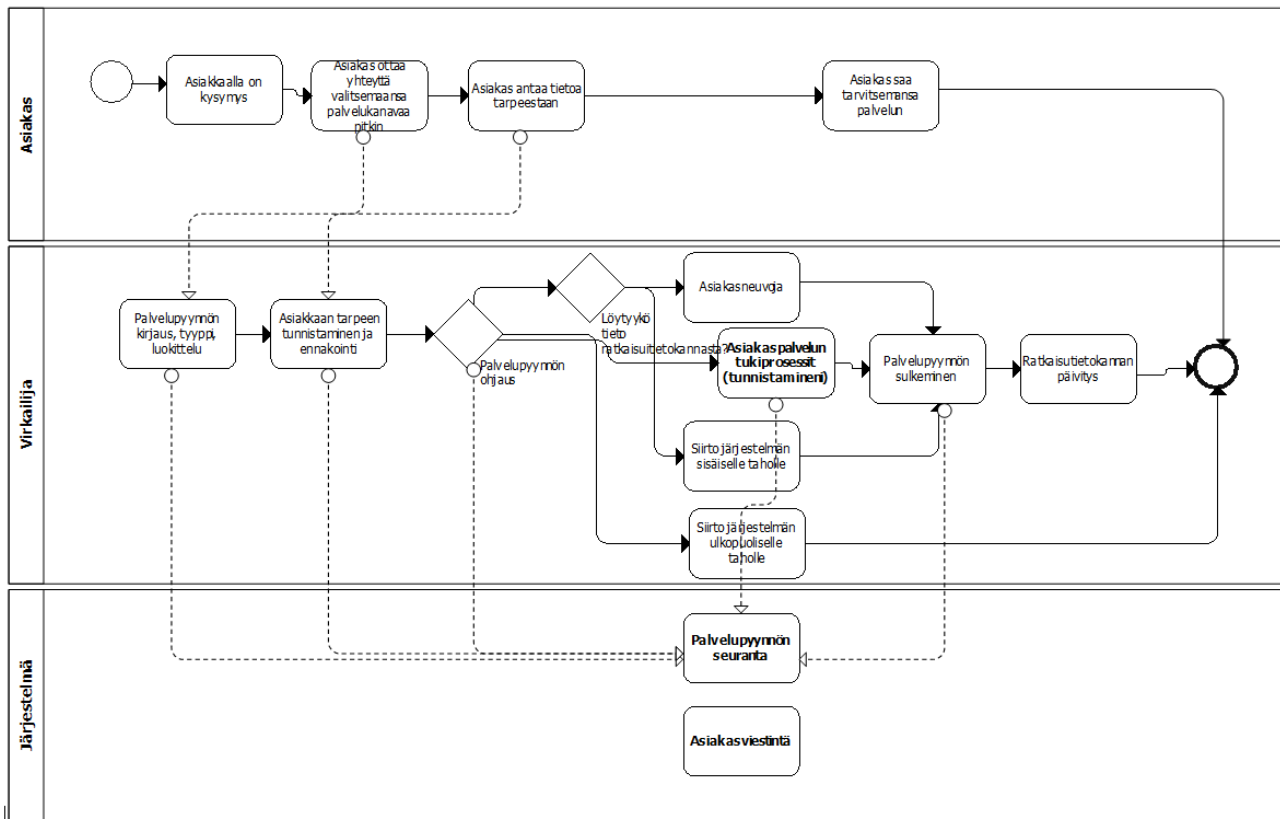 Asiakas
Asiakkaalla on
kysymys
Asiakas ottaa
yhteyttä
valitsemaansa
palvelukanavaa
pitkin
Asiakas antaa tietoa
tarpeestaan
Asiakas saa
tarvitsemansa
palvelun
Virkailija
Palvelupyynnön
kirjaus, tyyppi,
luokittelu
Asiakkaan tarpeen
tunnistaminen ja
ennakointi
Palvelupyynnön
ohjaus
Löytyykö
tieto
ratkaisuitietokannasta?
Asiakasneuvoja
Asiakaspalvelun
tukiprosessit
(tunnistamineni)
Siirto järjestelmän
sisäiselle taholle
Siirto järjestelmän
ulkopuoliselle
taholle
Palvelupyynnön
sulkeminen
Ratkaisutietokannan
päivitys
Järjestelmä
Palvelupyynnön
seuranta
Asiakasviestintä